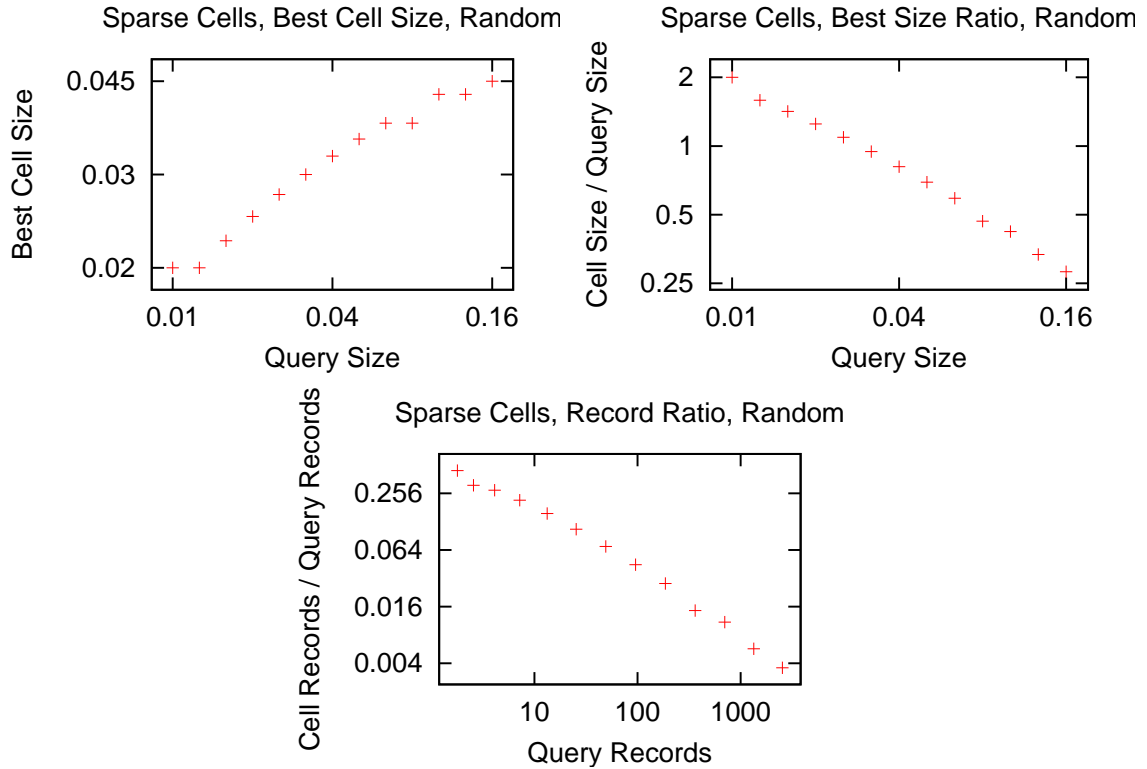 Sparse Cells, Best Cell Size, Random
Best Cell Size
0.045
0.03
0.02
0.01
0.04
0.16
Query Size
Sparse Cells, Best Size Ratio, Random
Cell Size / Query Size
2
1
0.5
0.25
0.01
0.04
0.16
Query Size
Sparse Cells, Record Ratio, Random
Cell Records / Query Records
0.256
0.064
0.016
0.004
10
100
1000
Query Records